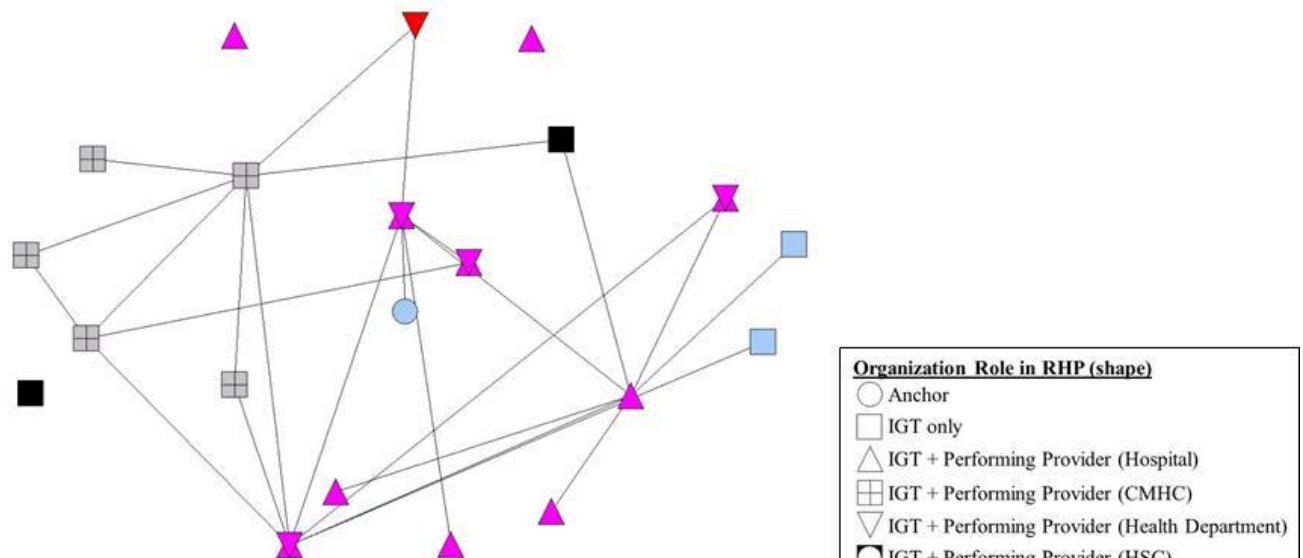 Organization Role in RHP (shape)
Anchor
IGT only
IGT + Performing Provider (Hospital)
IGT + Performing Provider (CMHC)
IGT + Performing Provider (Health Department)
IGT + Performing Provider (HSC)